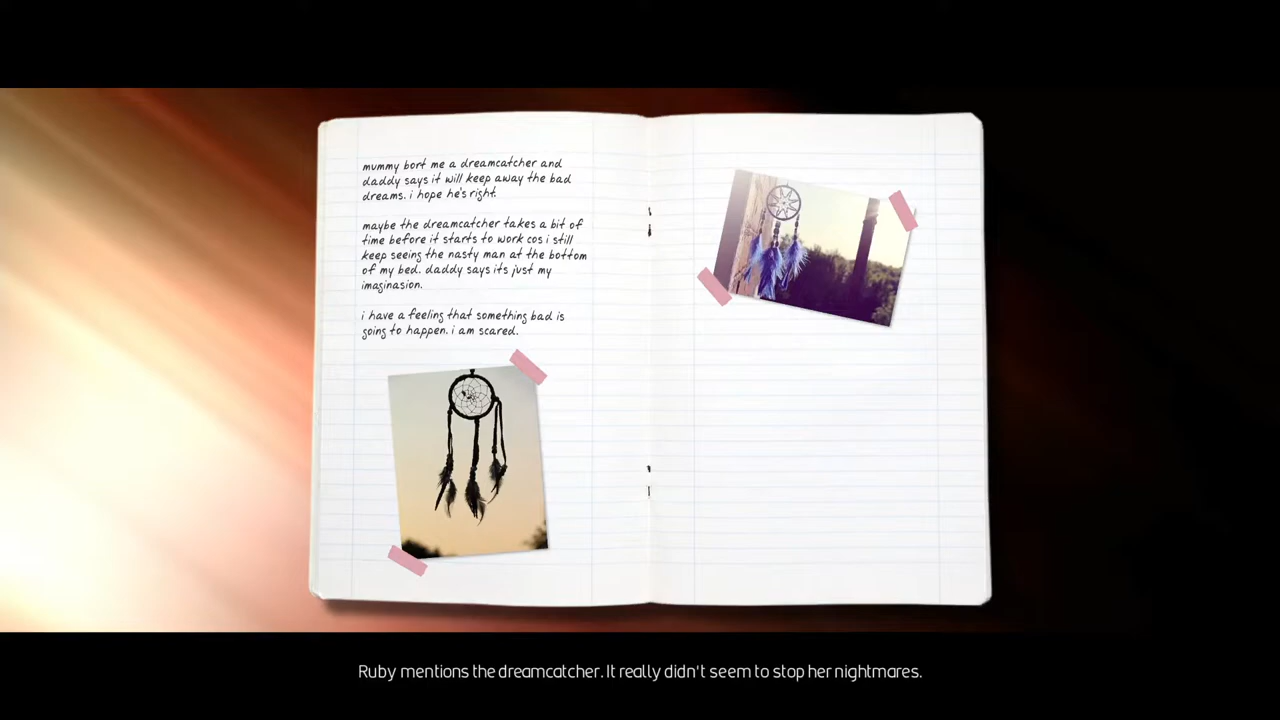 mummy bort me a dreamcatcher and
daddy says it will keep away the bad
dreams. i hope he's right.
maybe the dreamcatcher takes a bit of
time before it starts to work cos i still
keep seeing the nasty man at the bottom
of my bed. daddy says its just my
imaginasion.
i have a feeling that something bad is
going to happen. i am scared.
Ruby mentions the dreamcatcher. It really didn't seem to stop her nightmares.